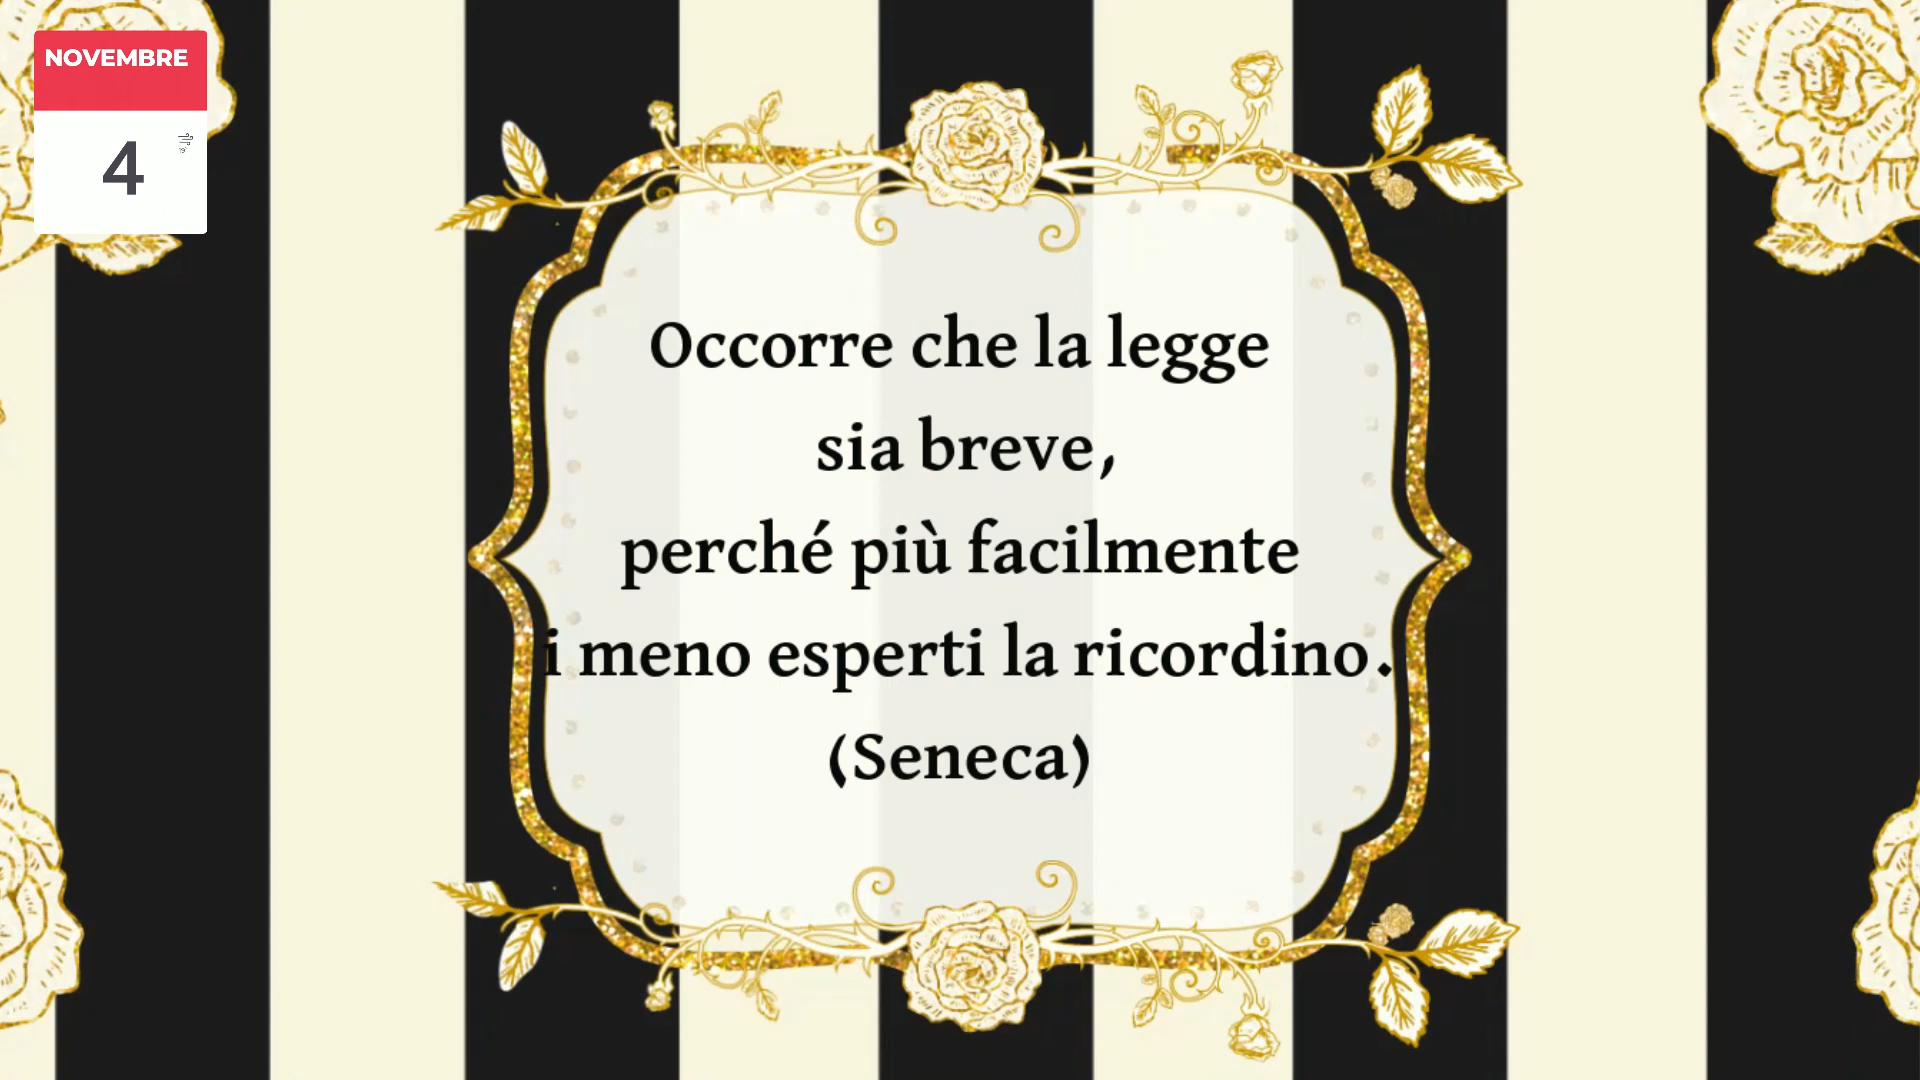 NOVEMBRE
4
Occorre che la legge
sia breve,
perché più facilmente
i meno esperti la ricordino.
(Seneca)